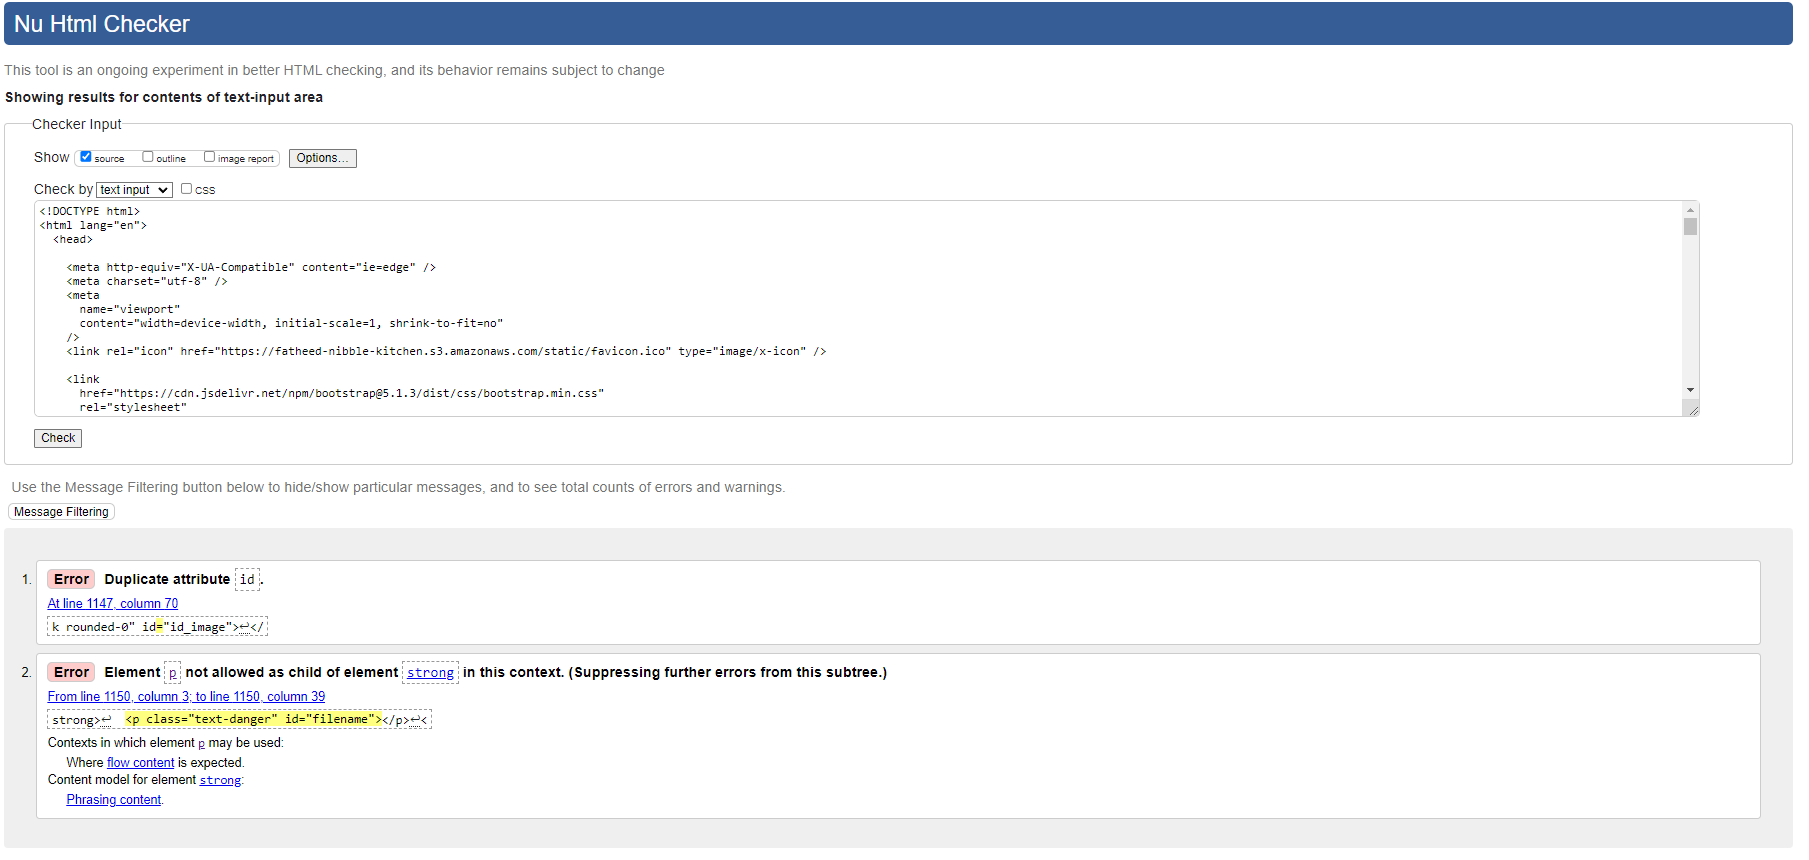 Nu Html Checker
This tool is an ongoing experiment in better HTML checking, and its behavior remains subject to change
Showing results for contents of text-input area
Checker Input
Show source outline image report Options...
Check by text input css
<!DOCTYPE html>
<html lang="en">
<head>
<meta http-equiv="X-UA-Compatible" content="ie=edge" />
<meta charset="utf-8" />
<meta
name="viewport"
content="width=device-width, initial-scale=1, shrink-to-fit=no"
/>
<link rel="icon" href="https://fatheed-nibble-kitchen.s3.amazonaws.com/static/favicon.ico" type="image/x-icon" />
<link
href="https://cdn.jsdelivr.net/npm/bootstrap@5.1.3/dist/css/bootstrap.min.css"
rel="stylesheet"
Check
Use the Message Filtering button below to hide/show particular messages, and to see total counts of errors and warnings.
Message Filtering
1. Error Duplicate attribute id.
At line 1147, column 70
k rounded-0" id="id_image">↩</
2. Error Element p not allowed as child of element strong in this context. (Suppressing further errors from this subtree.)
From line 1150, column 3; to line 1150, column 39
strong>↩ <p class="text-danger" id="filename"></p>↩<
Contexts in which element p may be used:
Where flow content is expected.
Content model for element strong:
Phrasing content.